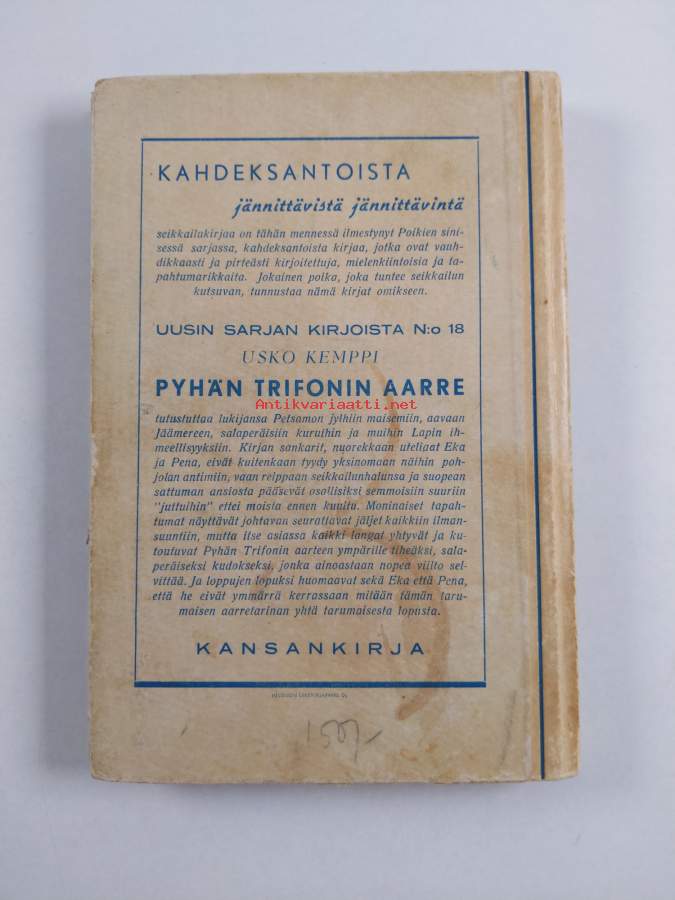 KAHDEKSANTOISTA
jännittävistä jännittävintä
seikkailukirjaa on tähän mennessä ilmestynyt Poikien sini-
sessä sarjassa, kahdeksantoista kirjaa, jotka ovat vauh-
dikkaasti ja pirteästi kirjoitettuja, mielenkiintoisia ja ta-
pahtumarikkaita. Jokainen poika, joka tuntee seikkailun
kutsuvan, tunnustaa nämä kirjat omikseen.
UUSIN SARJAN KIRJOISTA N:o 18
USKO KEMPPI
PYHÄN TRIFONIN AARRE
Antikvariaatti.net
tutustuttaa lukijansa Petsamon jylhiin maisemiin, aavaan
Jäämereen, salaperäisiin kuruihin ja muihin Lapin ih-
meellisyyksiin. Kirjan sankarit, nuorekkaan uteliaat Eka
ja Pena, eivät kuitenkaan tyydy yksinomaan näihin poh-
jolan antimiin, vaan reippaan seikkailunhalunsa ja suopean
sattuman ansiosta pääsevät osallisiksi semmoisiin suuriin
"juttuihin" ettei moista ennen kuultu. Moninaiset tapah-
tumat näyttävät johtavan seurattavat jäljet kaikkiin ilman-
suuntiin, mutta itse asiassa kaikki langat yhtyvät ja ku-
toutuvat Pyhän Trifonin aarteen ympärille tiheäksi, sala-
peräiseksi kudokseksi, jonka ainoastaan nopea viilto sel-
vittää. Ja loppujen lopuksi huomaavat sekä Eka että Pena,
että he eivät ymmärrä kerrassaan mitään tämän taru-
maisen aarretarinan yhtä tarumaisesta lopusta.
KANSANKIRJA